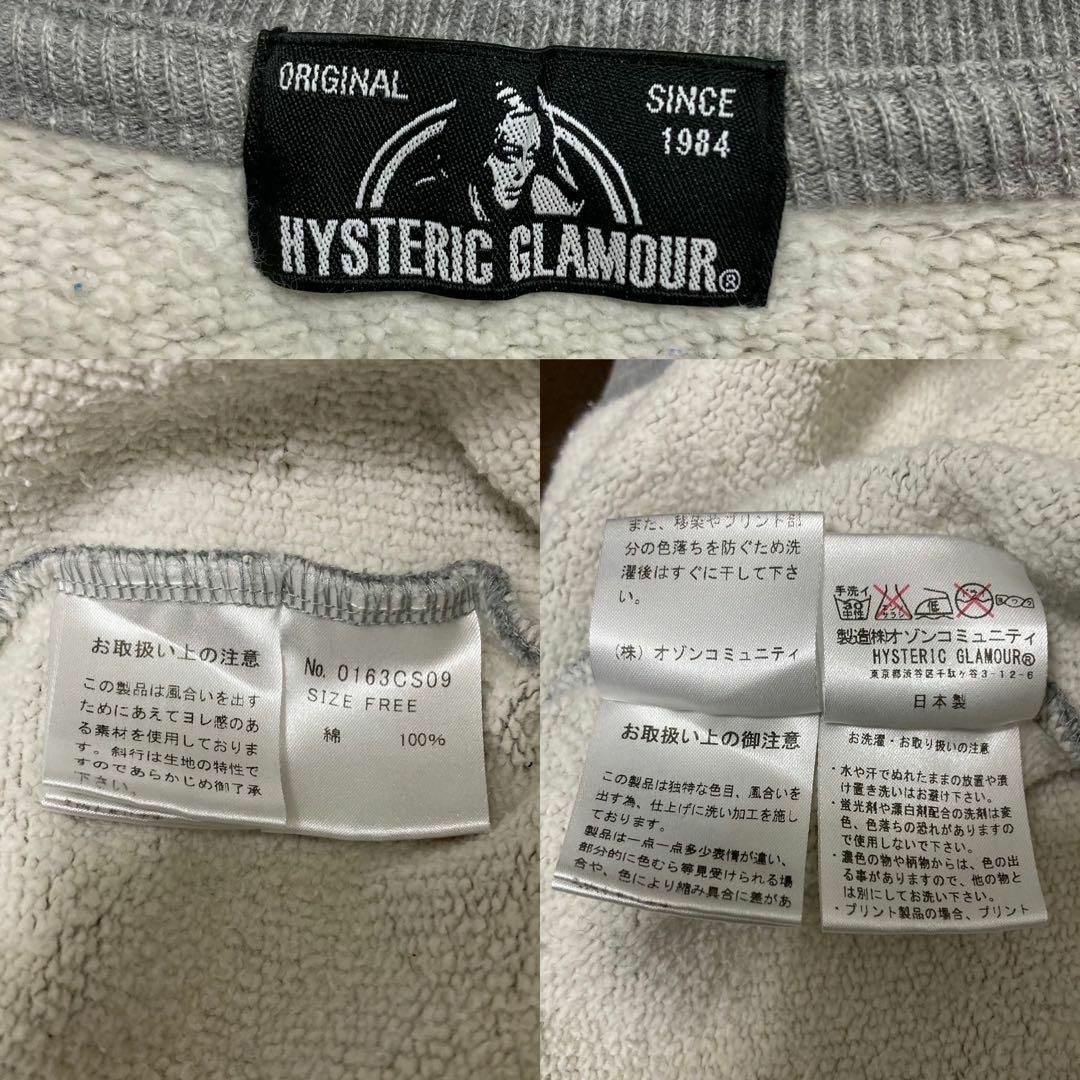 ORIGINAL
SINCE
1984
HYSTERIC GLAMOUR®
お取扱い上の注意
この製品は風合いを出す
ためにあえてヨレ感のあ
る素材を使用しておりま
す。斜行は生地の特性で
すのであらかじめ御了承
下さい。
No. 0163CS09
SIZE FREE
綿 100%
また、移染やプリント部
分の色落ちを防ぐため洗
濯後はすぐに干して下さ
い。
(株) オゾンコミュニティ
お取扱い上の御注意
この製品は独特な色目、風合いを
出す為、仕上げに洗い加工を施し
ております。
製品は一点一点多少表情が違い、
部分的に色むら等見受けられる場
合や、色により縮み具合に差があ
手洗イ
30
中性
低
製造㈱オゾンコミュニティ
HYSTERIC GLAMOUR®
東京都渋谷区千駄ヶ谷3-12-6
日本製
お洗濯・お取り扱いの注意
・水や汗でぬれたままの放置や漬
け置き洗いはお避け下さい。
・蛍光剤や漂白剤配合の洗剤は変
色、色落ちの恐れがありますの
で使用しないで下さい。
・濃色の物や柄物からは、色の出
る事がありますので、他の物と
は別にしてお洗い下さい。
・プリント製品の場合、プリント